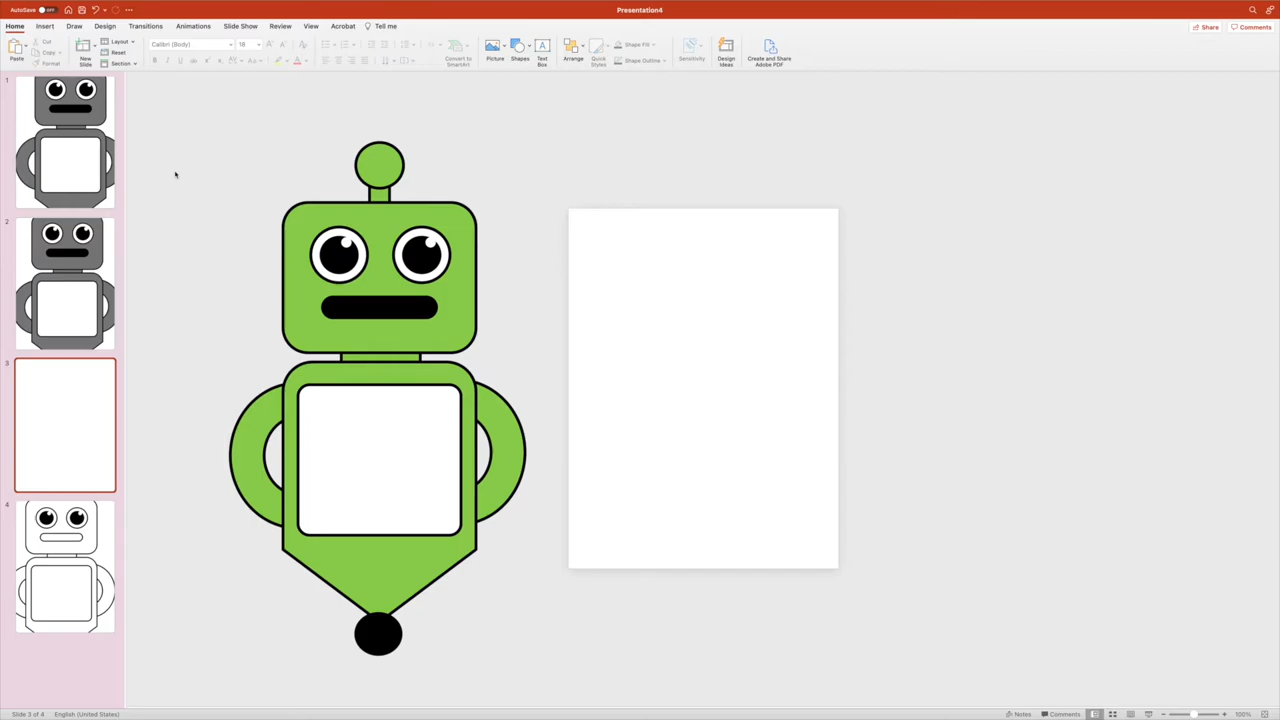 AutoSave OFF
Presentation4
Home Insert Draw Design Transitions Animations Slide Show Review View Acrobat Tell me
Share Comments
Paste
Cut
Copy
Format
New
Slide
Layout
Reset
Section
Calibri (Body) 18
Convert to
SmartArt
Picture
Shapes
Text
Box
Arrange
Quick
Styles
Shape Fill
Shape Outline
Sensitivity
Design
Ideas
Create and Share
Adobe PDF
1
2
3
4
Slide 3 of 4 English (United States) Notes Comments 100%